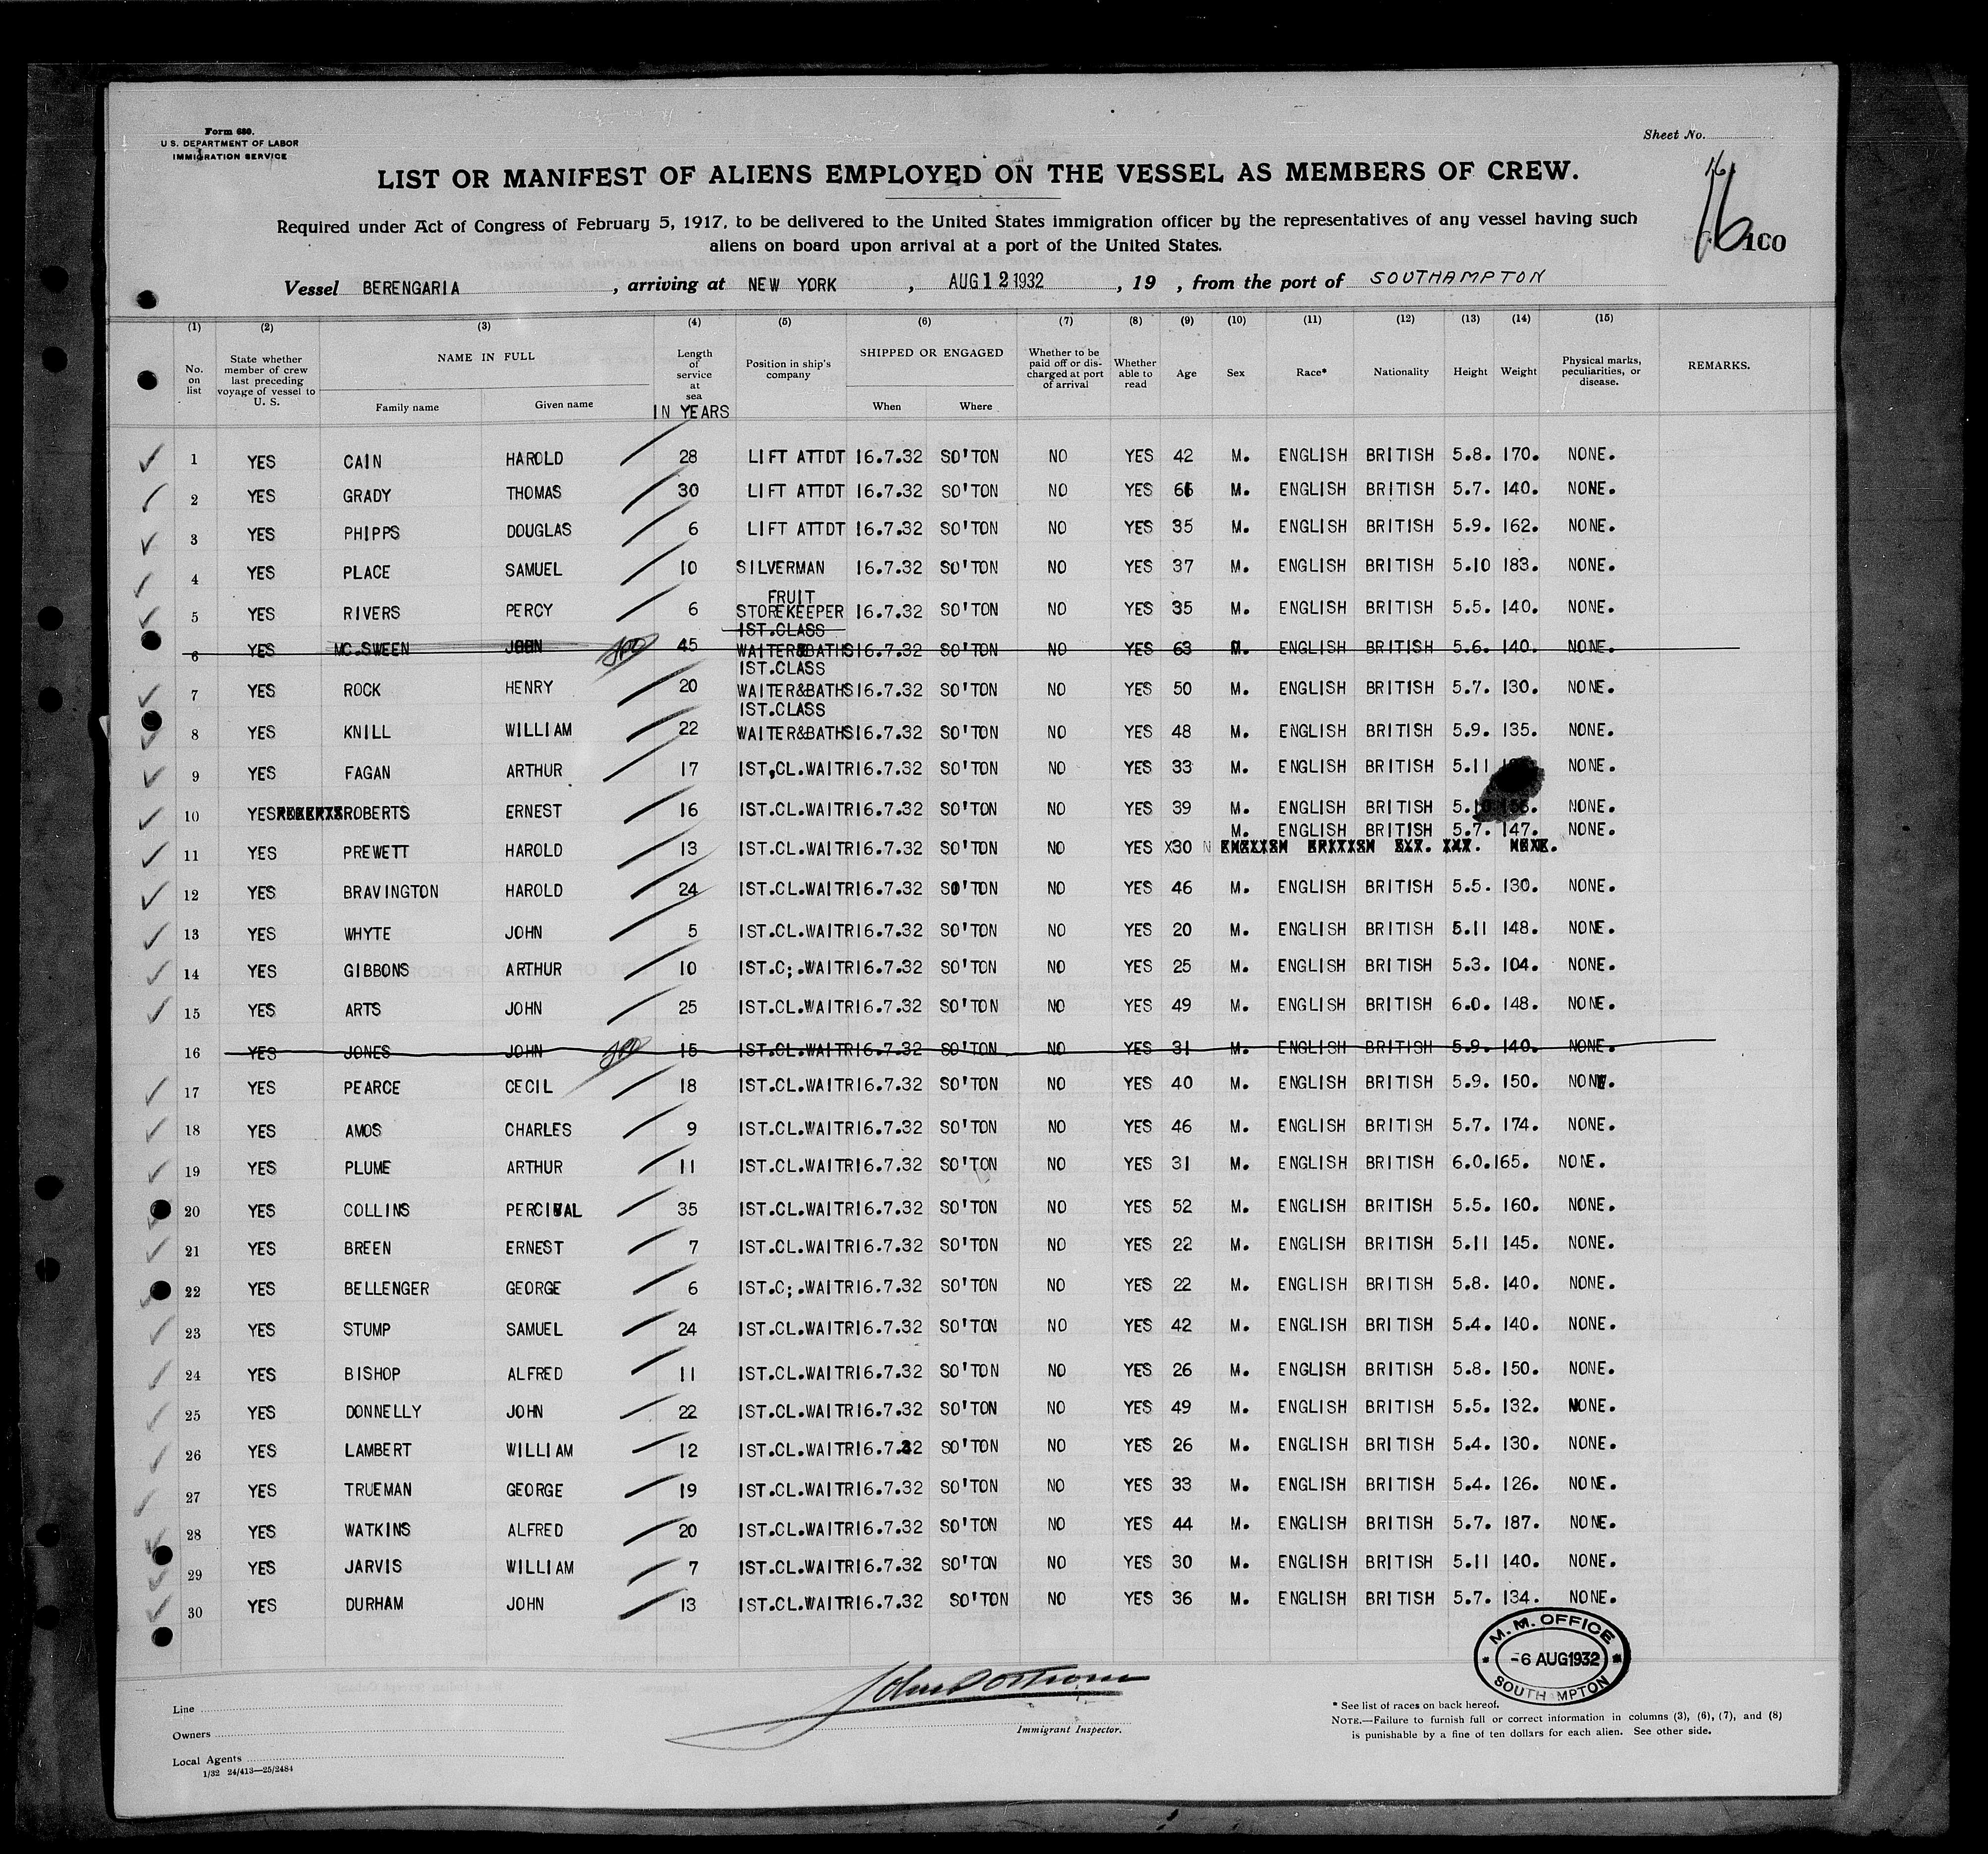 Form 680.
U S. DEPARTMENT OF LABOR
IMMIGRATION SERVICE
Sheet No.
LIST OR MANIFEST OF ALIENS EMPLOYED ON THE VESSEL AS MEMBERS OF CREW.
Required under Act of Congress of February 5, 1917, to be delivered to the United States immigration officer by the representatives of any vessel having such
aliens on board upon arrival at a port of the United States.
16
Vessel BERENGARIA , arriving at NEW YORK , AUG 12 1932 , 19 , from the port of SOUTHAMPTON
(1) (2) (3) (4) (5) (6) (7) (8) (9) (10) (11) (12) (13) (14) (15)
No. on list State whether member of crew last preceding voyage of vessel to U. S. NAME IN FULL Family name Given name Length of service at sea IN YEARS Position in ship's company SHIPPED OR ENGAGED When Where Whether to be paid off or discharged at port of arrival Whether able to read Age Sex Race* Nationality Height Weight Physical marks, peculiarities, or disease. REMARKS.
1 YES CAIN HAROLD 28 LIFT ATTDT 16.7.32 SO'TON NO YES 42 M. ENGLISH BRITISH 5.8. 170. NONE.
2 YES GRADY THOMAS 30 LIFT ATTDT 16.7.32 SO'TON NO YES 66 M. ENGLISH BRITISH 5.7. 140. NONE.
3 YES PHIPPS DOUGLAS 6 LIFT ATTDT 16.7.32 SO'TON NO YES 35 M. ENGLISH BRITISH 5.9. 162. NONE.
4 YES PLACE SAMUEL 10 SILVERMAN 16.7.32 SO'TON NO YES 37 M. ENGLISH BRITISH 5.10 183. NONE.
5 YES RIVERS PERCY 6 FRUIT STOREKEEPER 16.7.32 SO'TON NO YES 35 M. ENGLISH BRITISH 5.5. 140. NONE.
6 YES MC.SWEEN JOHN 45 IST.CLASS WAITER&BATHS 16.7.32 SO'TON NO YES 63 M. ENGLISH BRITISH 5.6. 140. NONE.
7 YES ROCK HENRY 20 IST.CLASS WAITER&BATHS 16.7.32 SO'TON NO YES 50 M. ENGLISH BRITISH 5.7. 130. NONE.
8 YES KNILL WILLIAM 22 IST.CLASS WAITER&BATHS 16.7.32 SO'TON NO YES 48 M. ENGLISH BRITISH 5.9. 135. NONE.
9 YES FAGAN ARTHUR 17 IST,CL.WAITR 16.7.32 SO'TON NO YES 33 M. ENGLISH BRITISH 5.11 NONE.
10 YES ROBERTS ERNEST 16 IST.CL.WAITR 16.7.32 SO'TON NO YES 39 M. ENGLISH BRITISH 5.10 NONE.
11 YES PREWETT HAROLD 13 IST.CL.WAITR 16.7.32 SO'TON NO YES X30 M. ENGLISH BRITISH 5.7. 147. NONE.
12 YES BRAVINGTON HAROLD 24 IST.CL.WAITR 16.7.32 SO'TON NO YES 46 M. ENGLISH BRITISH 5.5. 130. NONE.
13 YES WHYTE JOHN 5 IST.CL.WAITR 16.7.32 SO'TON NO YES 20 M. ENGLISH BRITISH 5.11 148. NONE.
14 YES GIBBONS ARTHUR 10 IST.C;.WAITR 16.7.32 SO'TON NO YES 25 M. ENGLISH BRITISH 5.3. 104. NONE.
15 YES ARTS JOHN 25 IST.CL.WAITR 16.7.32 SO'TON NO YES 49 M. ENGLISH BRITISH 6.0. 148. NONE.
16 YES JONES JOHN 15 IST.CL.WAITR 16.7.32 SO'TON NO YES 31 M. ENGLISH BRITISH 5.9. 140. NONE.
17 YES PEARCE CECIL 18 IST.CL.WAITR 16.7.32 SO'TON NO YES 40 M. ENGLISH BRITISH 5.9. 150. NONE.
18 YES AMOS CHARLES 9 IST.CL.WAITR 16.7.32 SO'TON NO YES 46 M. ENGLISH BRITISH 5.7. 174. NONE.
19 YES PLUME ARTHUR 11 IST.CL.WAITR 16.7.32 SO'TON NO YES 31 M. ENGLISH BRITISH 6.0. 165. NONE.
20 YES COLLINS PERCIVAL 35 IST.CL.WAITR 16.7.32 SO'TON NO YES 52 M. ENGLISH BRITISH 5.5. 160. NONE.
21 YES BREEN ERNEST 7 IST.CL.WAITR 16.7.32 SO'TON NO YES 22 M. ENGLISH BRITISH 5.11 145. NONE.
22 YES BELLENGER GEORGE 6 IST.C;.WAITR 16.7.32 SO'TON NO YES 22 M. ENGLISH BRITISH 5.8. 140. NONE.
23 YES STUMP SAMUEL 24 IST.CL.WAITR 16.7.32 SO'TON NO YES 42 M. ENGLISH BRITISH 5.4. 140. NONE.
24 YES BISHOP ALFRED 11 IST.CL.WAITR 16.7.32 SO'TON NO YES 26 M. ENGLISH BRITISH 5.8. 150. NONE.
25 YES DONNELLY JOHN 22 IST.CL.WAITR 16.7.32 SO'TON NO YES 49 M. ENGLISH BRITISH 5.5. 132. NONE.
26 YES LAMBERT WILLIAM 12 IST.CL.WAITR 16.7.32 SO'TON NO YES 26 M. ENGLISH BRITISH 5.4. 130. NONE.
27 YES TRUEMAN GEORGE 19 IST.CL.WAITR 16.7.32 SO'TON NO YES 33 M. ENGLISH BRITISH 5.4. 126. NONE.
28 YES WATKINS ALFRED 20 IST.CL.WAITR 16.7.32 SO'TON NO YES 44 M. ENGLISH BRITISH 5.7. 187. NONE.
29 YES JARVIS WILLIAM 7 IST.CL.WAITR 16.7.32 SO'TON NO YES 30 M. ENGLISH BRITISH 5.11 140. NONE.
30 YES DURHAM JOHN 13 IST.CL.WAITR 16.7.32 SO'TON NO YES 36 M. ENGLISH BRITISH 5.7. 134. NONE.
M. M. OFFICE
-6 AUG 1932
SOUTH MPTON
Line
Owners
Local Agents
1/32 24/413—25/2484
Immigrant Inspector.
* See list of races on back hereof.
NOTE.—Failure to furnish full or correct information in columns (3), (6), (7), and (8)
is punishable by a fine of ten dollars for each alien. See other side.